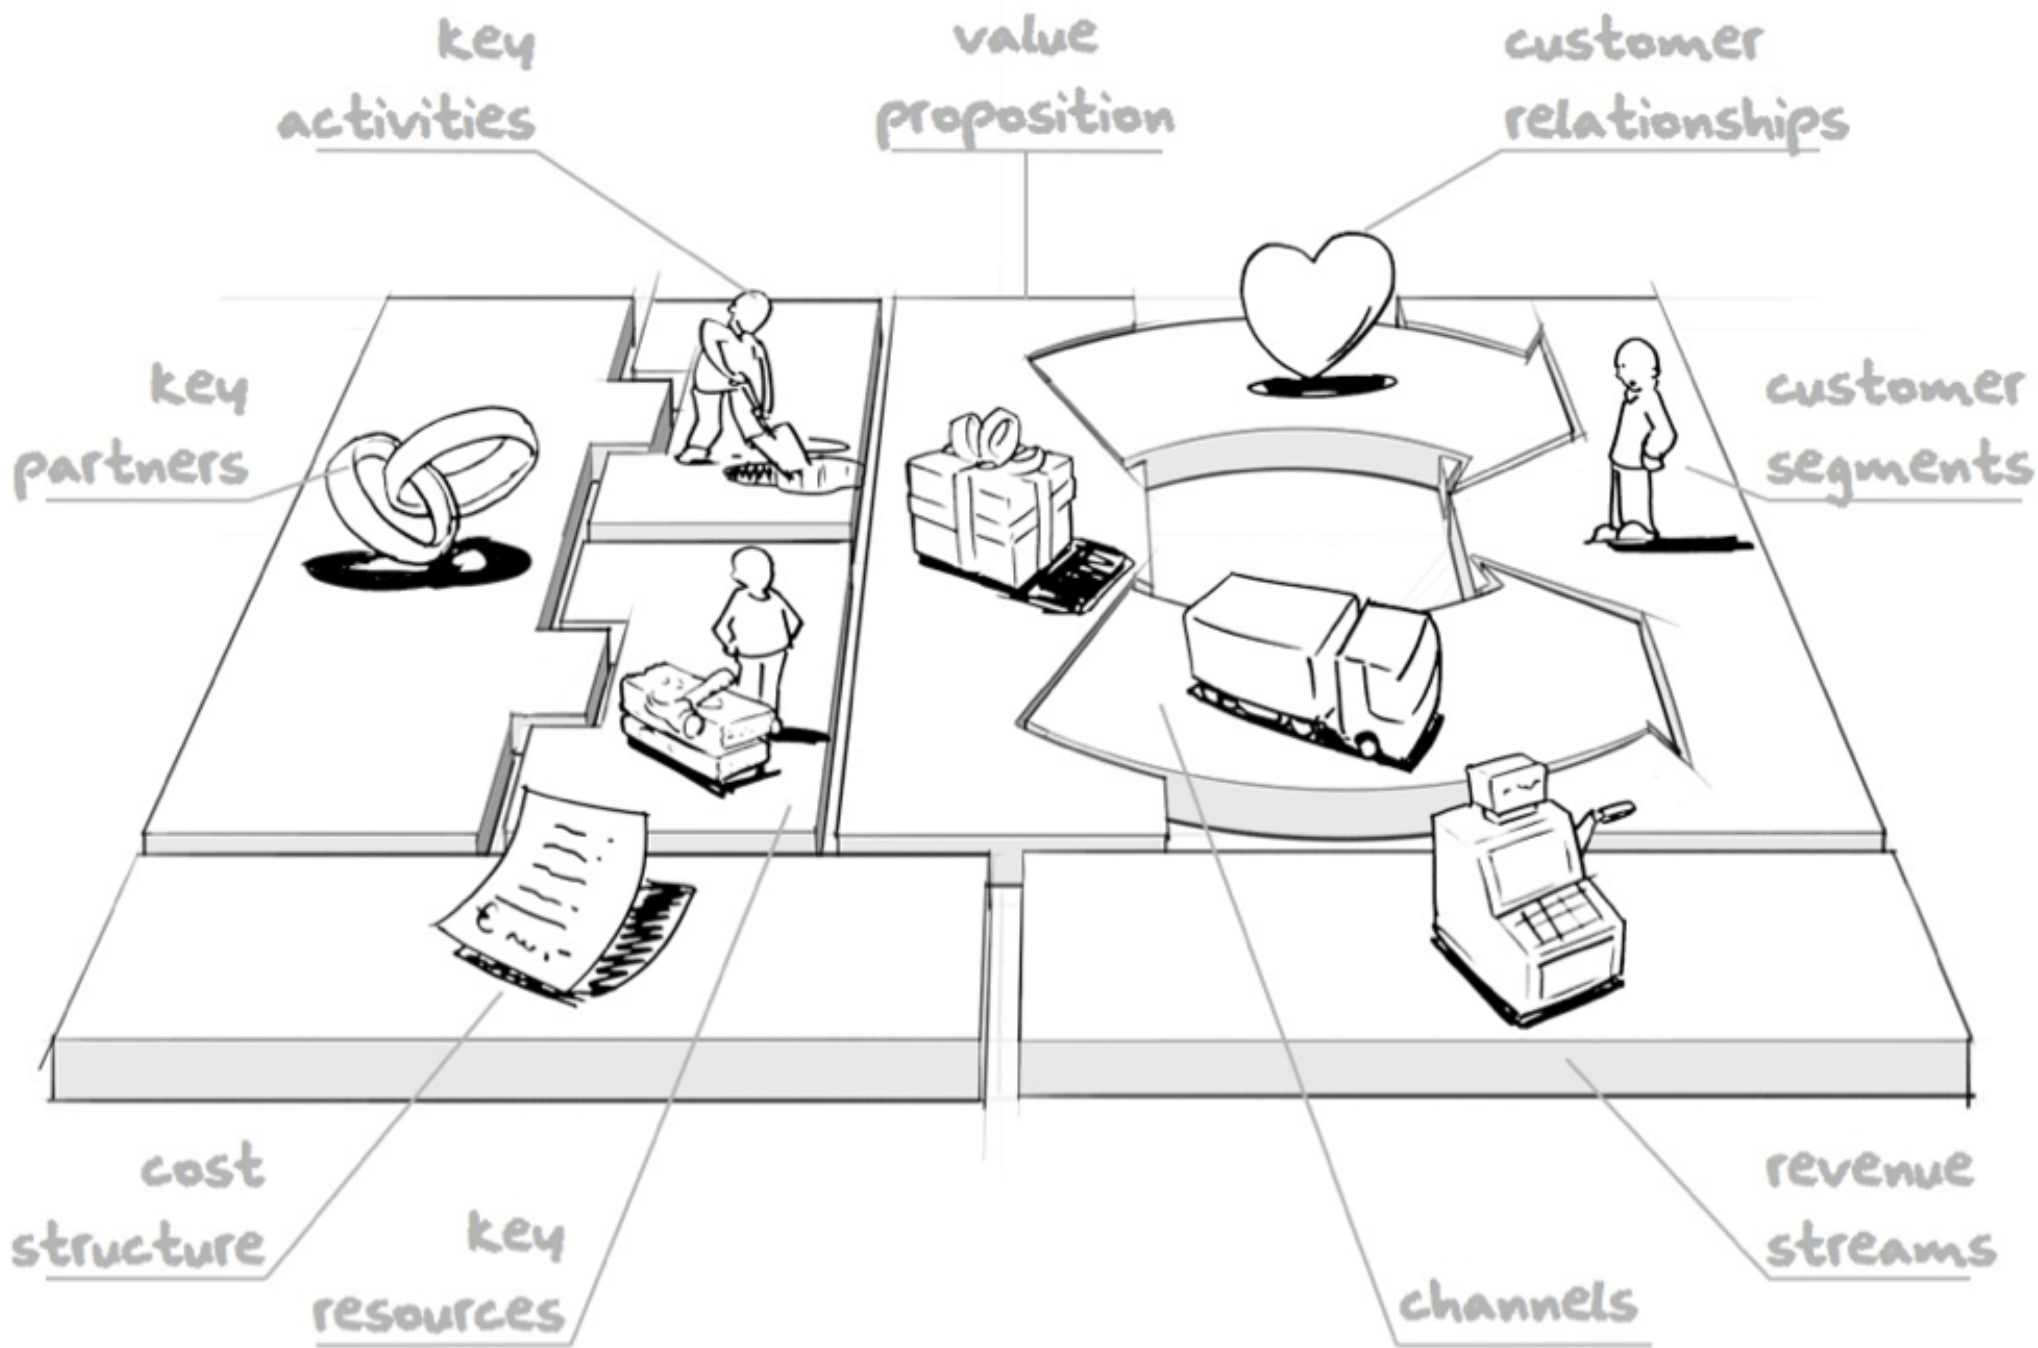 key
activities
value
proposition
customer
relationships
key
partners
customer
segments
cost
structure
key
resources
channels
revenue
streams